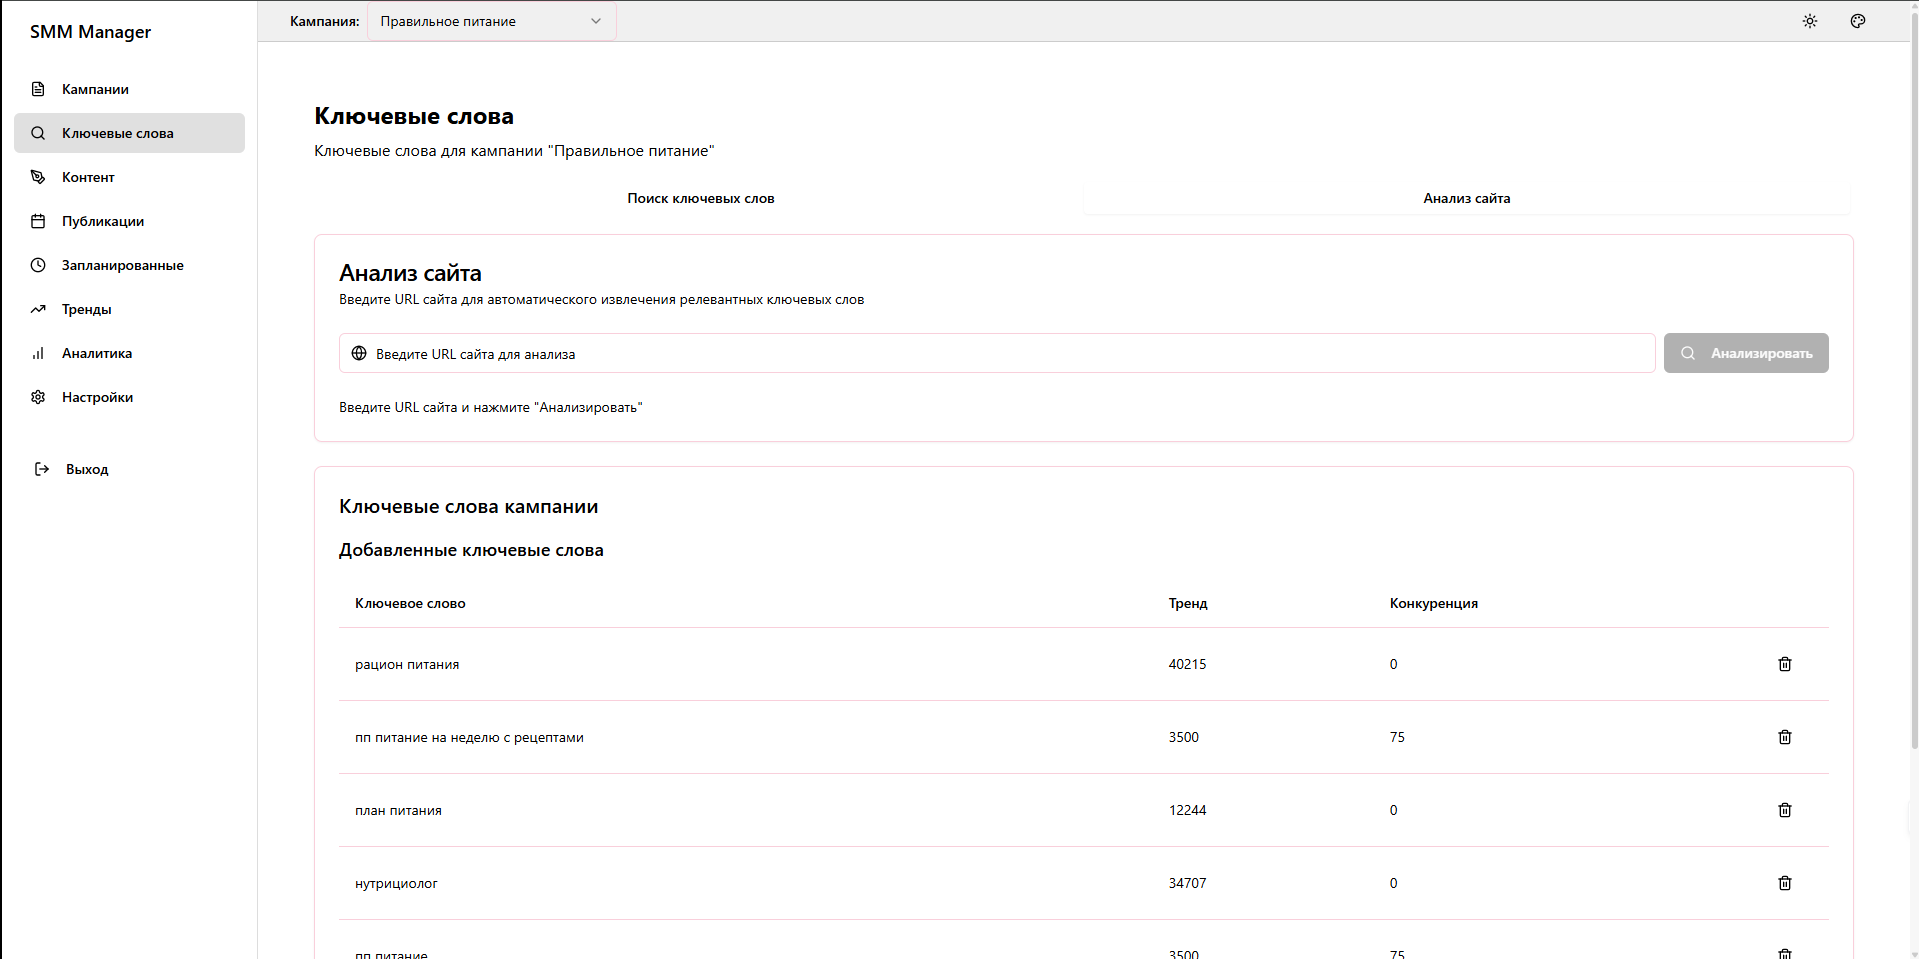 SMM Manager
Кампании
Ключевые слова
Контент
Публикации
Запланированные
Тренды
Аналитика
Настройки
Выход
Кампания: Правильное питание
Ключевые слова
Ключевые слова для кампании "Правильное питание"
Поиск ключевых слов Анализ сайта
Анализ сайта
Введите URL сайта для автоматического извлечения релевантных ключевых слов
Введите URL сайта для анализа Анализировать
Введите URL сайта и нажмите "Анализировать"
Ключевые слова кампании
Добавленные ключевые слова
Ключевое слово Тренд Конкуренция
рацион питания 40215 0
пп питание на неделю с рецептами 3500 75
план питания 12244 0
нутрициолог 34707 0
пп питание 3500 75